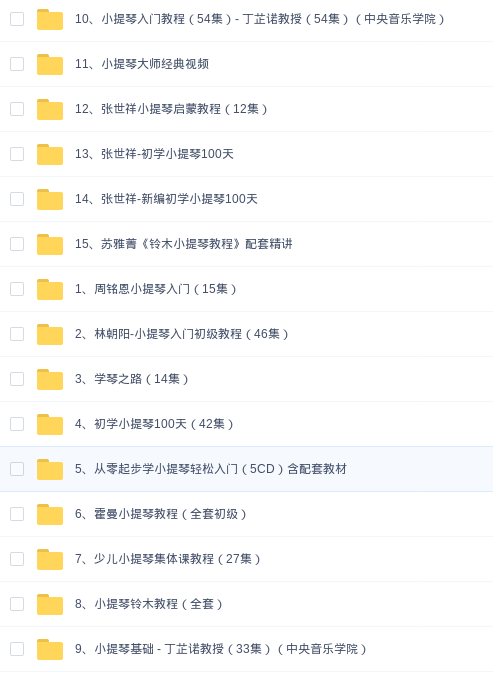 10、小提琴入门教程（54集）- 丁芷诺教授（54集）（中央音乐学院）
11、小提琴大师经典视频
12、张世祥小提琴启蒙教程（12集）
13、张世祥-初学小提琴100天
14、张世祥-新编初学小提琴100天
15、苏雅菁《铃木小提琴教程》配套精讲
1、周铭恩小提琴入门（15集）
2、林朝阳-小提琴入门初级教程（46集）
3、学琴之路（14集）
4、初学小提琴100天（42集）
5、从零起步学小提琴轻松入门（5CD）含配套教材
6、霍曼小提琴教程（全套初级）
7、少儿小提琴集体课教程（27集）
8、小提琴铃木教程（全套）
9、小提琴基础 - 丁芷诺教授（33集）（中央音乐学院）